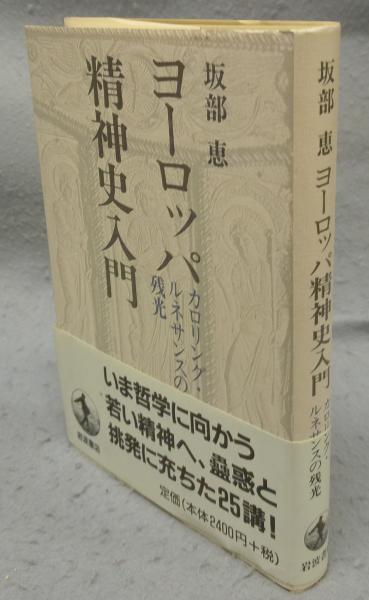 坂部 恵
ヨーロッパ
精神史入門
カロリング・
ルネサンスの
残光
いま哲学に向かう
若い精神へ、蠱惑と
挑発に充ちた25講!
定価(本体2400円+税)
岩波書店
坂部 恵 ヨーロッパ精神史入門
カロリング・
ルネサンスの残光
岩波書